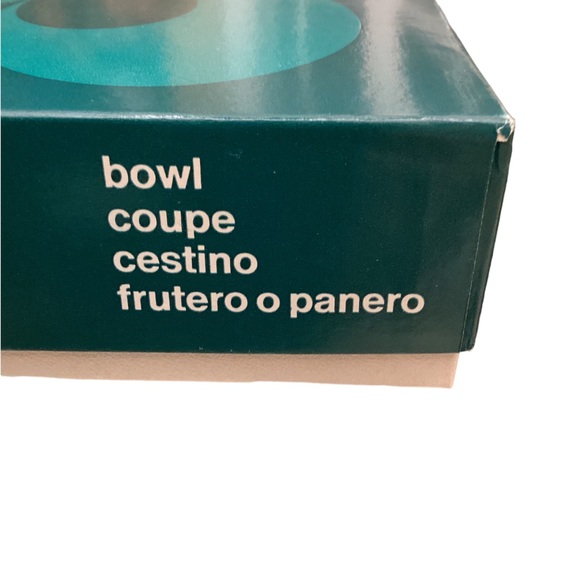 bowl
coupe
cestino
frutero o panero